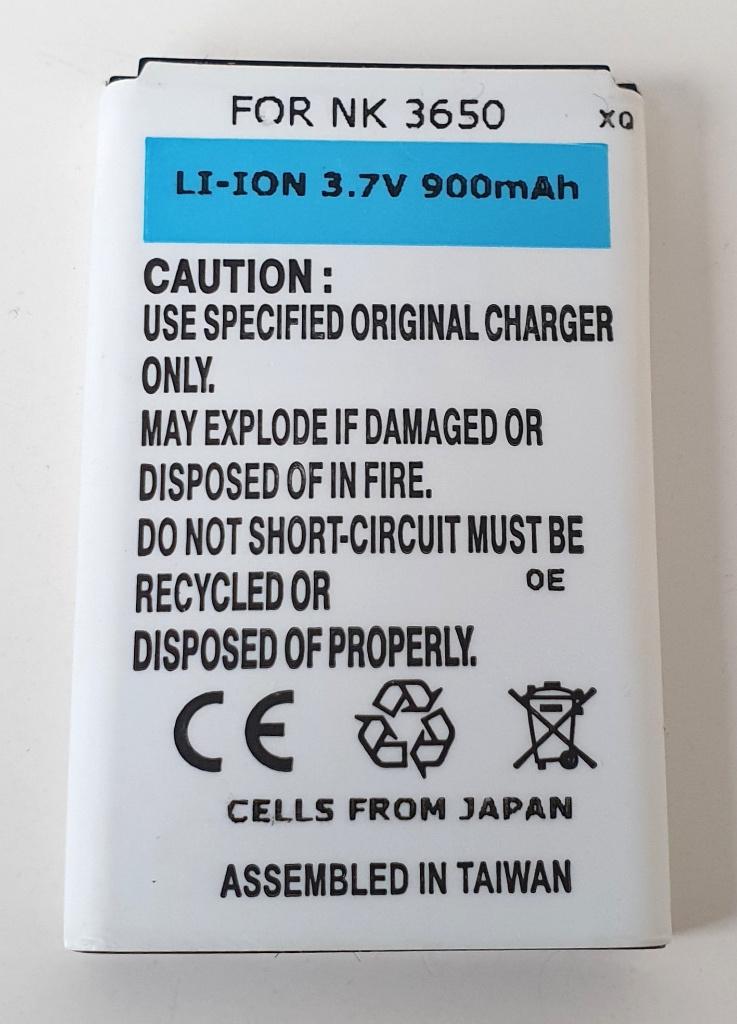 FOR NK 3650
XQ
LI-ION 3.7V 900mAh
CAUTION :
USE SPECIFIED ORIGINAL CHARGER
ONLY.
MAY EXPLODE IF DAMAGED OR
DISPOSED OF IN FIRE.
DO NOT SHORT-CIRCUIT MUST BE
RECYCLED OR
OE
DISPOSED OF PROPERLY.
CE
CELLS FROM JAPAN
ASSEMBLED IN TAIWAN